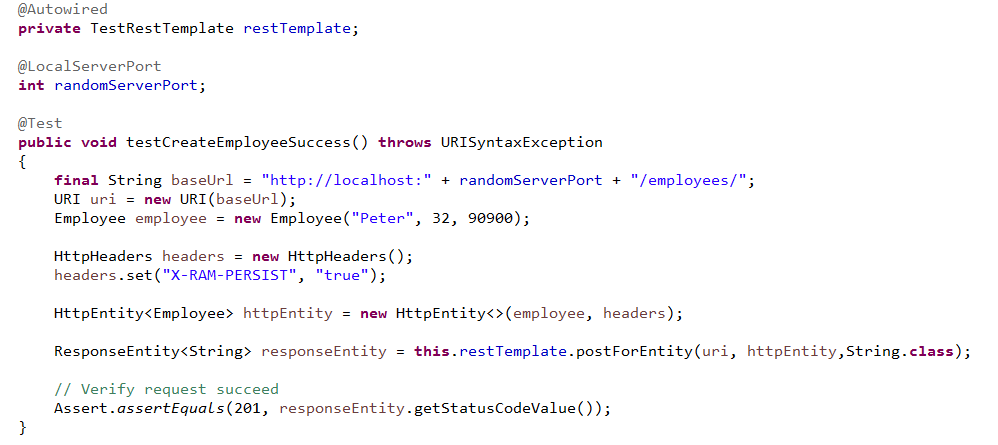 @Autowired
private TestRestTemplate restTemplate;
@LocalServerPort
int randomServerPort;
@Test
public void testCreateEmployeeSuccess() throws URISyntaxException
{
final String baseUrl = "http://localhost:" + randomServerPort + "/employees/";
URI uri = new URI(baseUrl);
Employee employee = new Employee("Peter", 32, 90900);
HttpHeaders headers = new HttpHeaders();
headers.set("X-RAM-PERSIST", "true");
HttpEntity<Employee> httpEntity = new HttpEntity<>(employee, headers);
ResponseEntity<String> responseEntity = this.restTemplate.postForEntity(uri, httpEntity,String.class);
// Verify request succeed
Assert.assertEquals(201, responseEntity.getStatusCodeValue());
}